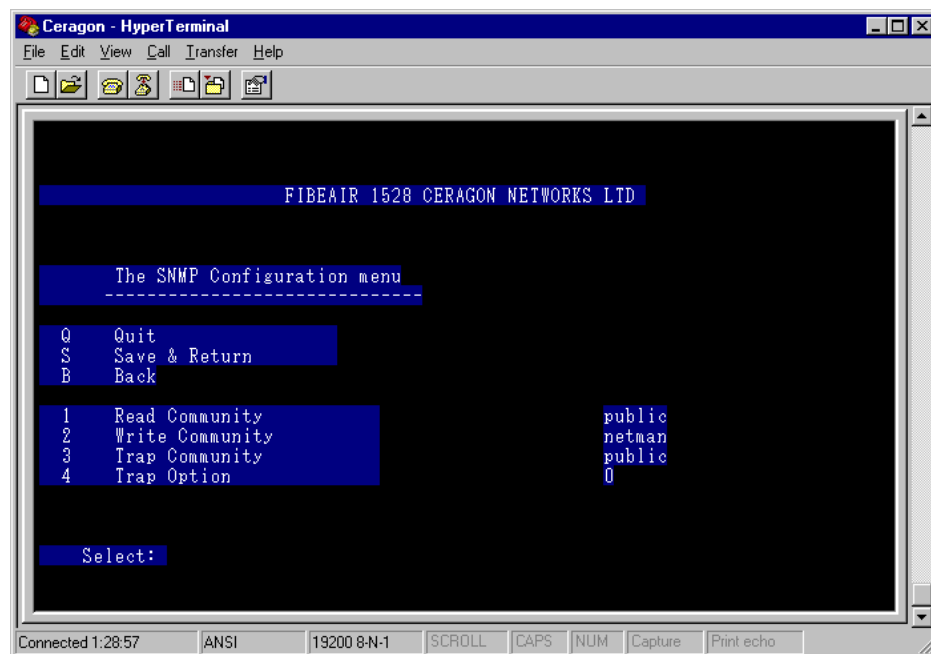 Ceragon - HyperTerminal
File Edit View Call Transfer Help
FIBEAIR 1528 CERAGON NETWORKS LTD
The SNMP Configuration menu
------------------------------
Q Quit
S Save & Return
B Back
1 Read Community public
2 Write Community netman
3 Trap Community public
4 Trap Option 0
Select:
Connected 1:28:57 ANSI 19200 8-N-1 SCROLL CAPS NUM Capture Print echo